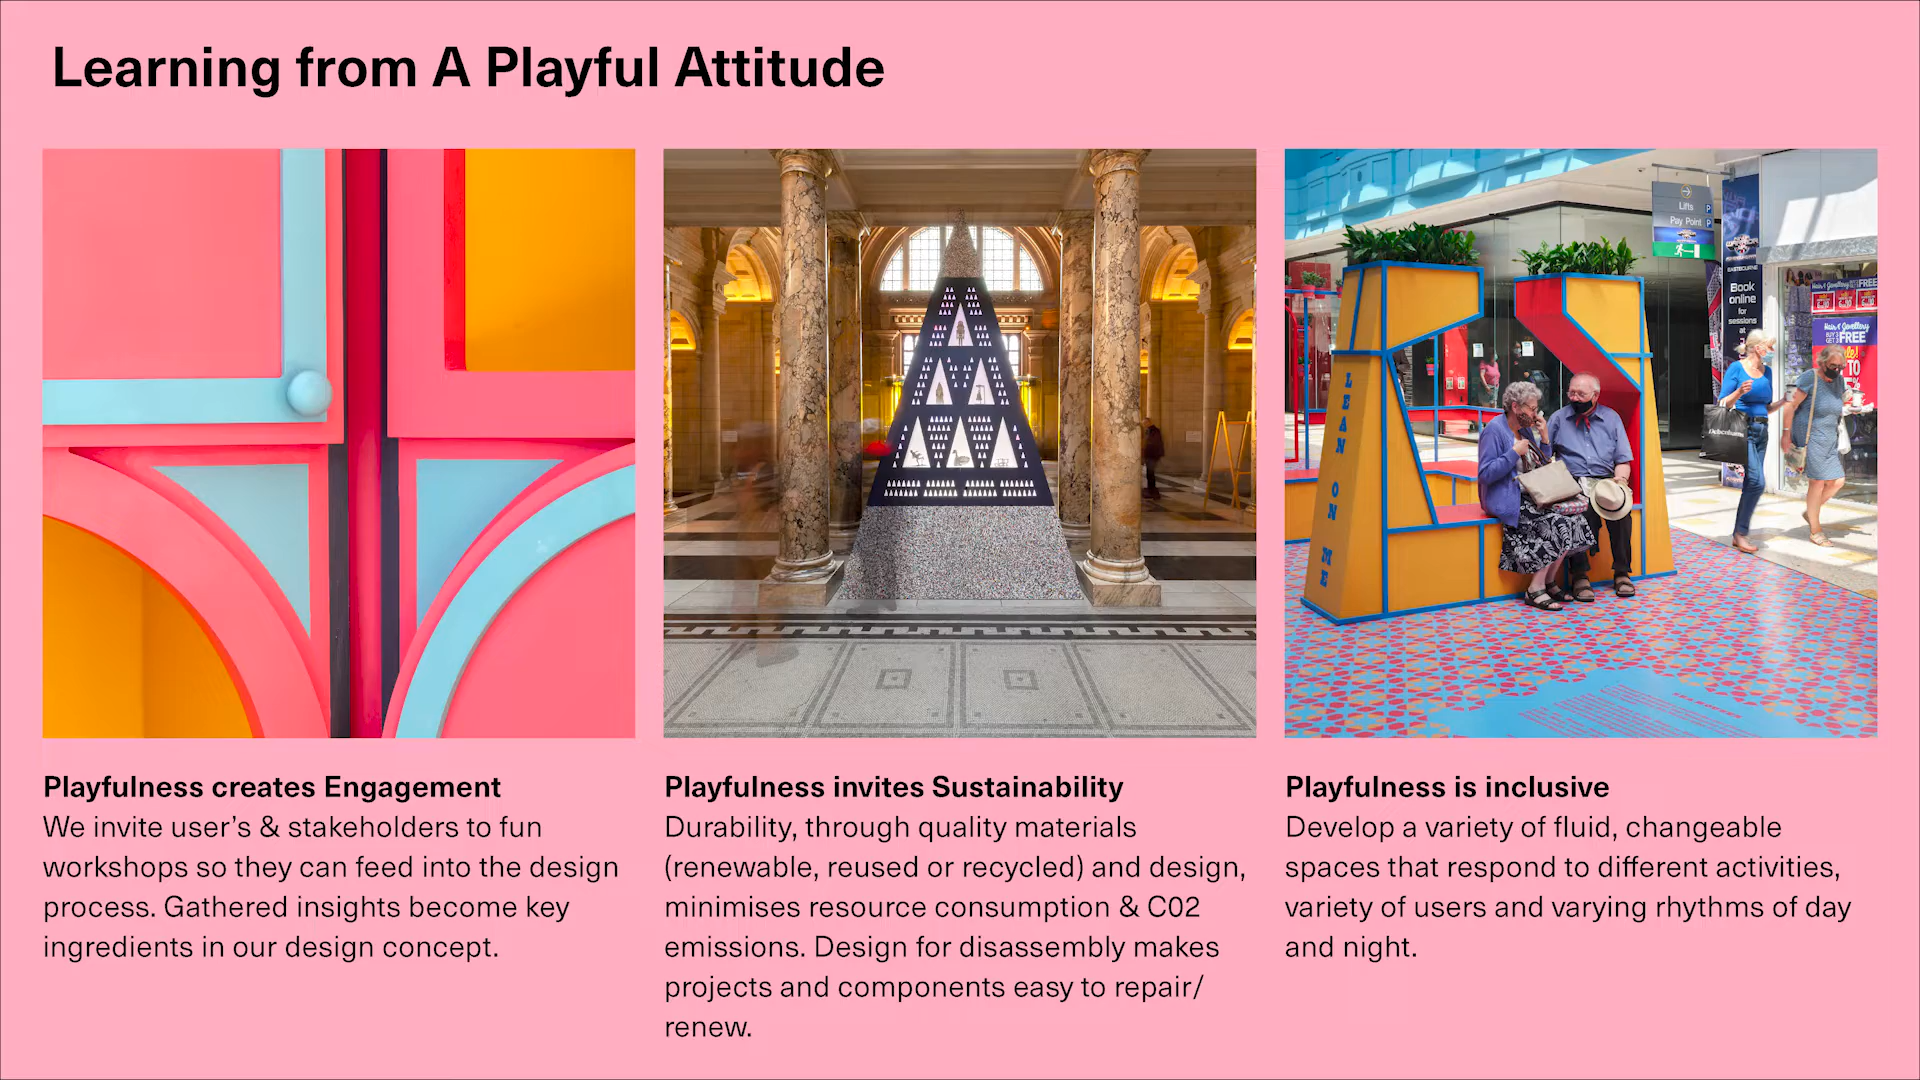 Learning from A Playful Attitude
Lifts
Pay Point
EASTBOURNE
Book
online
for
sessions
at
FREE
FREE
TO
LEAN ON ME
Debenhams
Playfulness creates Engagement
We invite user’s & stakeholders to fun
workshops so they can feed into the design
process. Gathered insights become key
ingredients in our design concept.
Playfulness invites Sustainability
Durability, through quality materials
(renewable, reused or recycled) and design,
minimises resource consumption & C02
emissions. Design for disassembly makes
projects and components easy to repair/
renew.
Playfulness is inclusive
Develop a variety of fluid, changeable
spaces that respond to different activities,
variety of users and varying rhythms of day
and night.